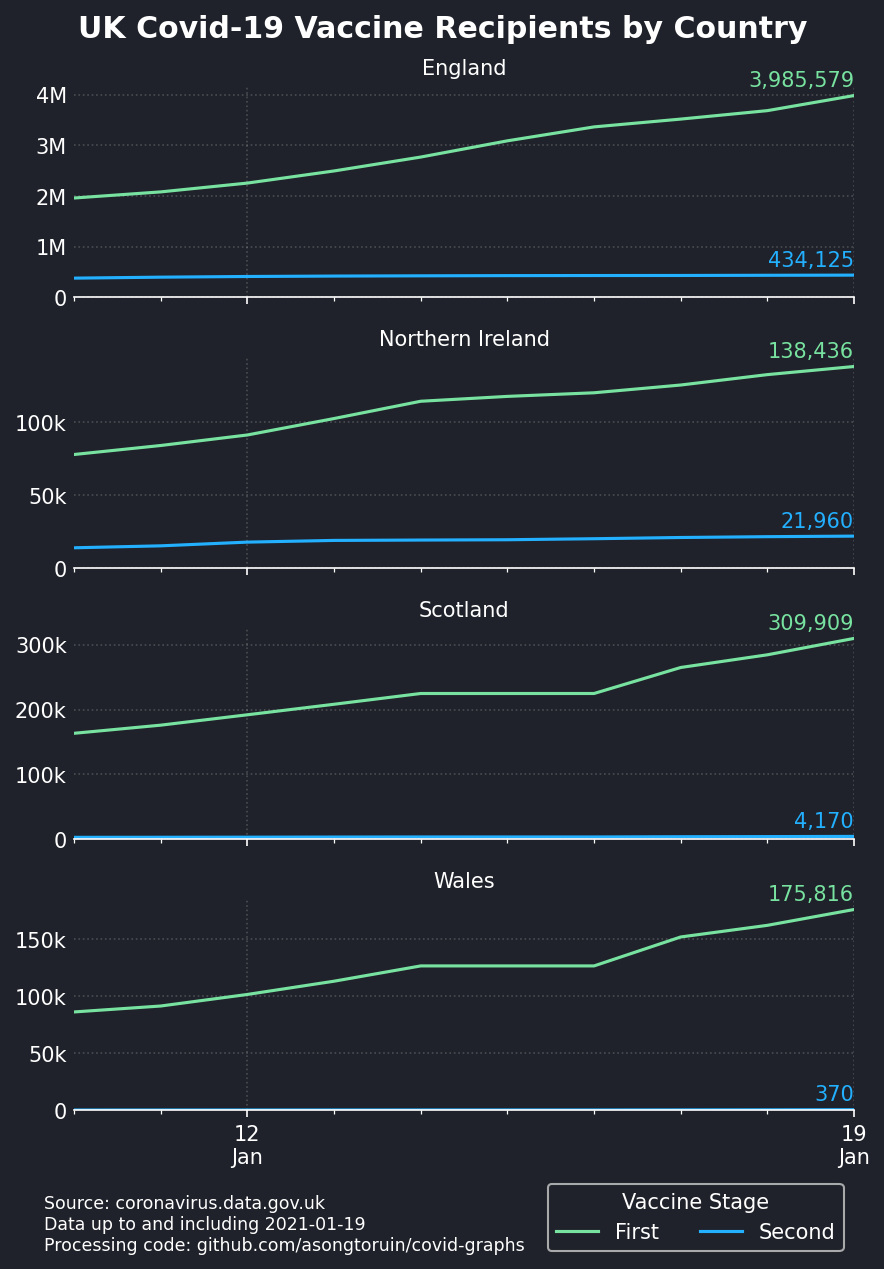 UK Covid-19 Vaccine Recipients by Country
England
3,985,579
4M
3M
2M
1M
434,125
0
Northern Ireland
138,436
100k
50k
21,960
0
Scotland
309,909
300k
200k
100k
4,170
0
Wales
175,816
150k
100k
50k
370
0
12
Jan
19
Jan
Source: coronavirus.data.gov.uk
Data up to and including 2021-01-19
Processing code: github.com/asongtoruin/covid-graphs
Vaccine Stage
First Second